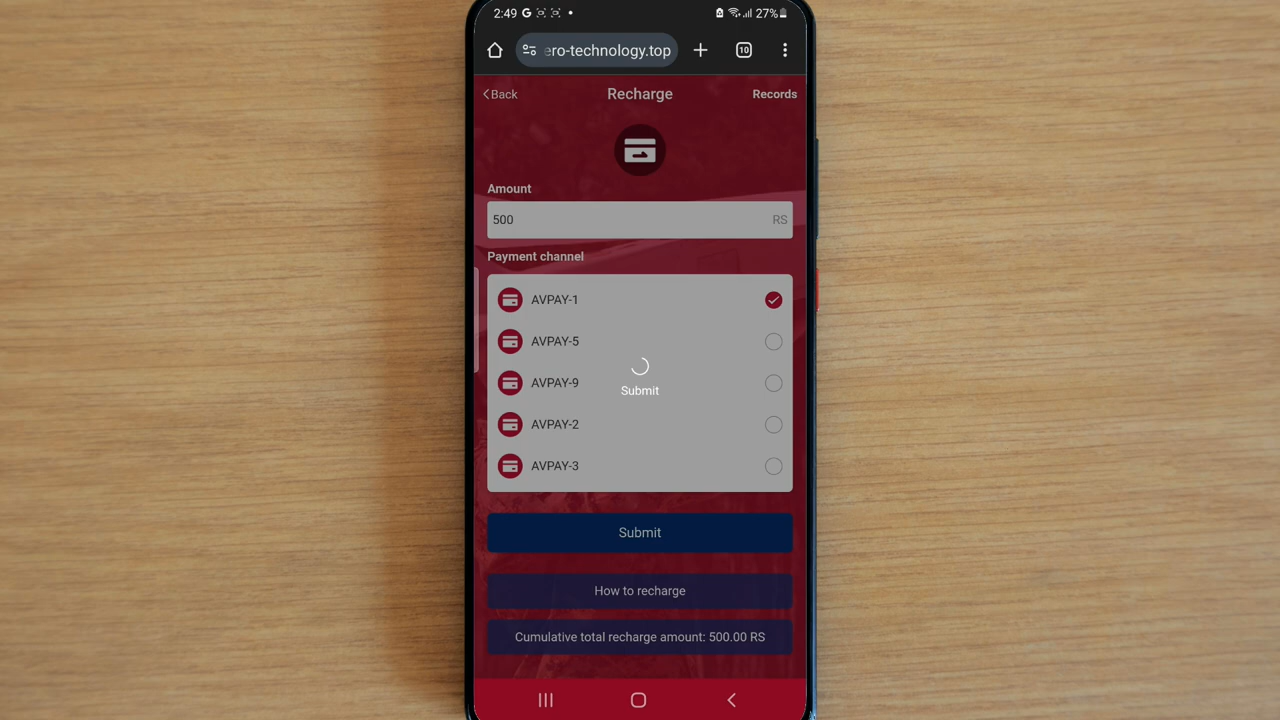 2:49 G 27%
ero-technology.top
10
Back Recharge Records
Amount
500 RS
Payment channel
AVPAY-1
AVPAY-5
AVPAY-9
Submit
AVPAY-2
AVPAY-3
Submit
How to recharge
Cumulative total recharge amount: 500.00 RS